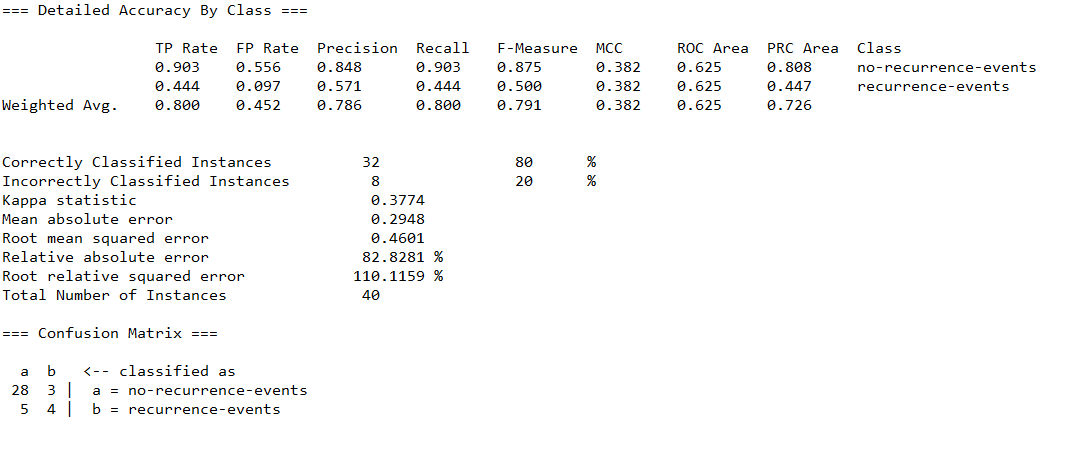 === Detailed Accuracy By Class ===
TP Rate FP Rate Precision Recall F-Measure MCC ROC Area PRC Area Class
0.903 0.556 0.848 0.903 0.875 0.382 0.625 0.808 no-recurrence-events
0.444 0.097 0.571 0.444 0.500 0.382 0.625 0.447 recurrence-events
Weighted Avg. 0.800 0.452 0.786 0.800 0.791 0.382 0.625 0.726
Correctly Classified Instances 32 80 %
Incorrectly Classified Instances 8 20 %
Kappa statistic 0.3774
Mean absolute error 0.2948
Root mean squared error 0.4601
Relative absolute error 82.8281 %
Root relative squared error 110.1159 %
Total Number of Instances 40
=== Confusion Matrix ===
a b <-- classified as
28 3 | a = no-recurrence-events
5 4 | b = recurrence-events